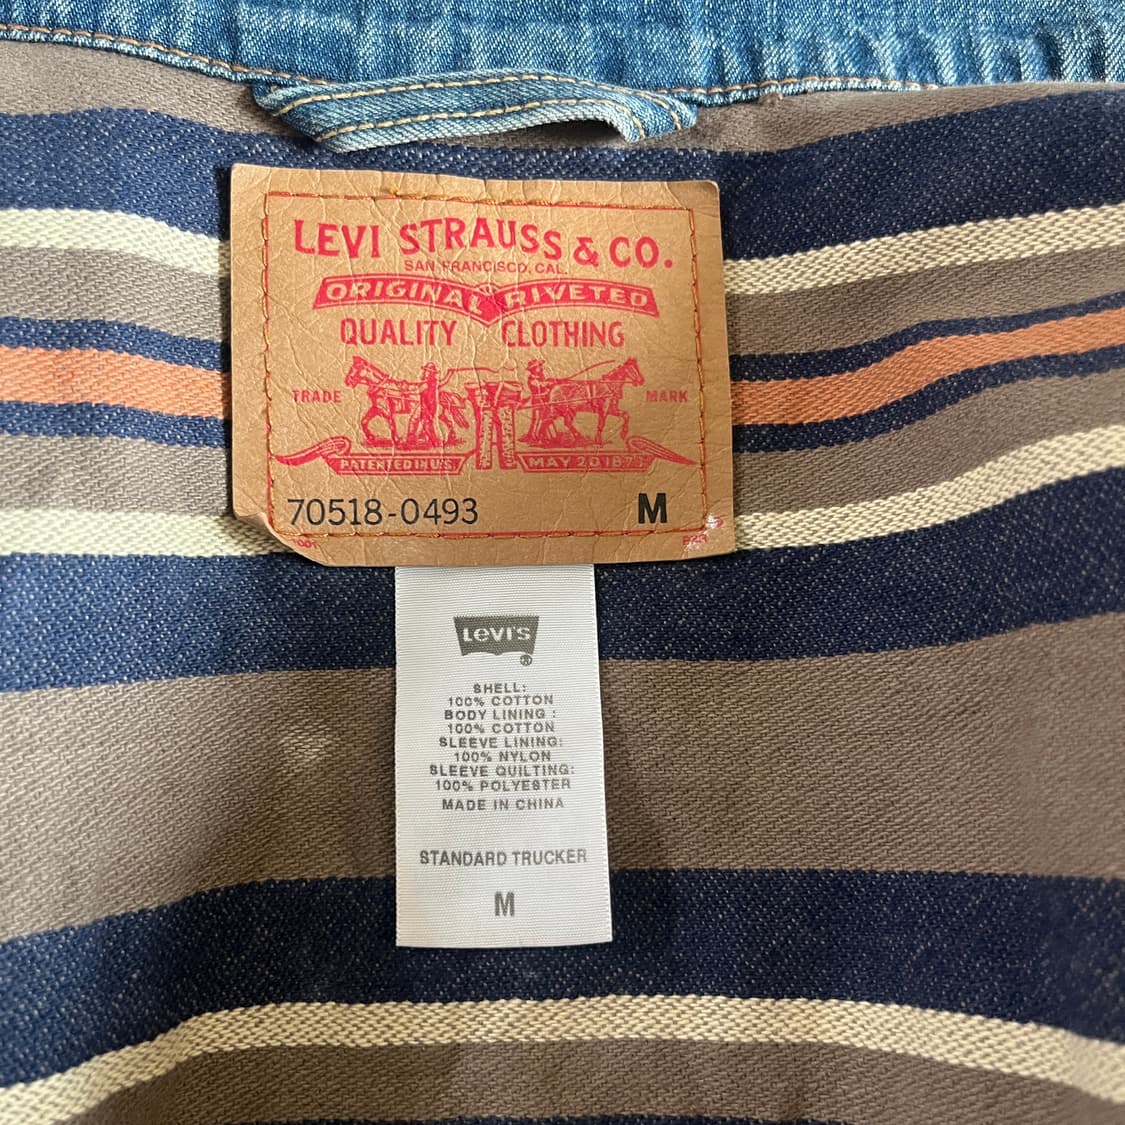 LEVI STRAUSS & CO.
SAN FRANCISCO, CAL.
ORIGINAL RIVETED
QUALITY CLOTHING
TRADE MARK
PATENTED IN U.S. MAY 20 1873
70518-0493 M
Levi's
®
SHELL:
100% COTTON
BODY LINING :
100% COTTON
SLEEVE LINING:
100% NYLON
SLEEVE QUILTING:
100% POLYESTER
MADE IN CHINA
STANDARD TRUCKER
M